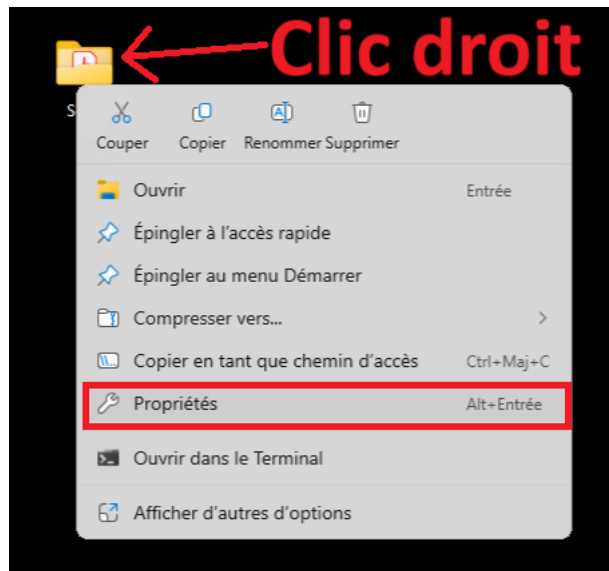 Clic droit
S
Couper Copier Renommer Supprimer
Ouvrir Entrée
Épingler à l'accès rapide
Épingler au menu Démarrer
Compresser vers...
Copier en tant que chemin d'accès Ctrl+Maj+C
Propriétés Alt+Entrée
Ouvrir dans le Terminal
Afficher d'autres d'options